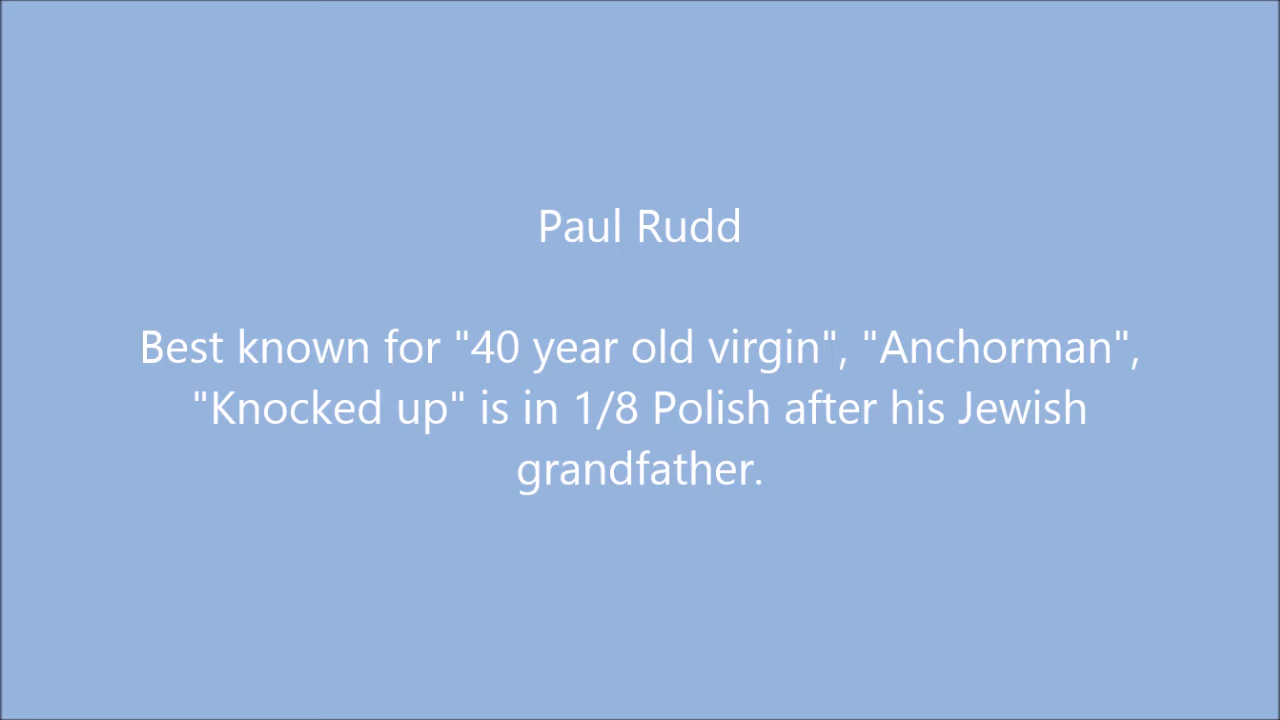 Paul Rudd
Best known for "40 year old virgin", "Anchorman",
"Knocked up" is in 1/8 Polish after his Jewish
grandfather.